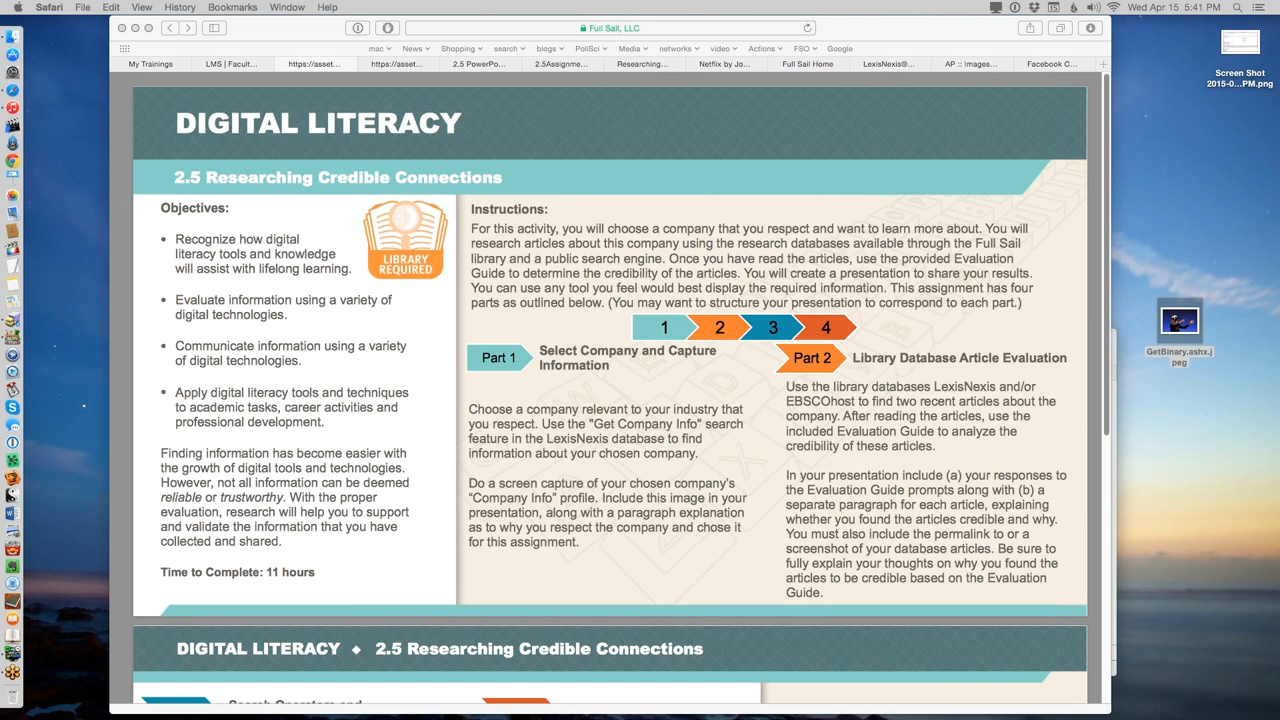 Safari File Edit View History Bookmarks Window Help
Wed Apr 15 5:41 PM
Full Sail, LLC
mac News Shopping search blogs PoliSci Media networks video Actions FSO Google
My Trainings LMS | Facult... https://asset... https://asset... 2.5 PowerPo... 2.5Assignme... Researching... Netflix by Jo... Full Sail Home LexisNexis®... AP :: Images... Facebook C...
Screen Shot
2015-0...PM.png
DIGITAL LITERACY
2.5 Researching Credible Connections
Objectives:
LIBRARY
REQUIRED
• Recognize how digital
literacy tools and knowledge
will assist with lifelong learning.
• Evaluate information using a variety of
digital technologies.
• Communicate information using a variety
of digital technologies.
• Apply digital literacy tools and techniques
to academic tasks, career activities and
professional development.
Finding information has become easier with
the growth of digital tools and technologies.
However, not all information can be deemed
reliable or trustworthy. With the proper
evaluation, research will help you to support
and validate the information that you have
collected and shared.
Time to Complete: 11 hours
Instructions:
For this activity, you will choose a company that you respect and want to learn more about. You will
research articles about this company using the research databases available through the Full Sail
library and a public search engine. Once you have read the articles, use the provided Evaluation
Guide to determine the credibility of the articles. You will create a presentation to share your results.
You can use any tool you feel would best display the required information. This assignment has four
parts as outlined below. (You may want to structure your presentation to correspond to each part.)
1 2 3 4
Part 1
Select Company and Capture
Information
Choose a company relevant to your industry that
you respect. Use the "Get Company Info" search
feature in the LexisNexis database to find
information about your chosen company.
Do a screen capture of your chosen company's
“Company Info” profile. Include this image in your
presentation, along with a paragraph explanation
as to why you respect the company and chose it
for this assignment.
Part 2
Library Database Article Evaluation
Use the library databases LexisNexis and/or
EBSCOhost to find two recent articles about the
company. After reading the articles, use the
included Evaluation Guide to analyze the
credibility of these articles.
In your presentation include (a) your responses to
the Evaluation Guide prompts along with (b) a
separate paragraph for each article, explaining
whether you found the articles credible and why.
You must also include the permalink to or a
screenshot of your database articles. Be sure to
fully explain your thoughts on why you found the
articles to be credible based on the Evaluation
Guide.
GetBinary.ashx.j
peg
DIGITAL LITERACY ◆ 2.5 Researching Credible Connections
Search Operators and